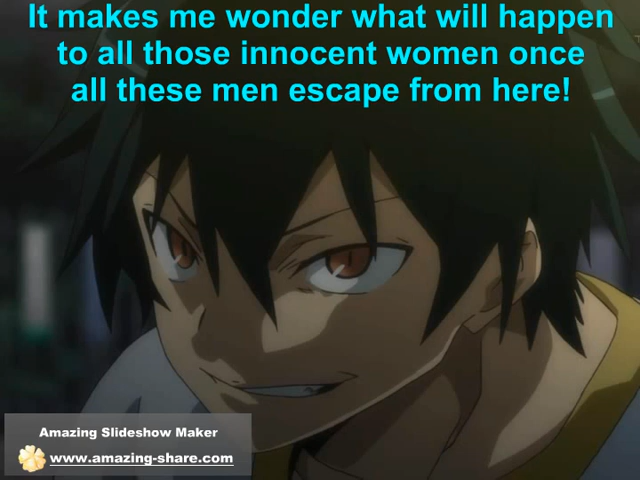 It makes me wonder what will happen
to all those innocent women once
all these men escape from here!
Amazing Slideshow Maker
www.amazing-share.com